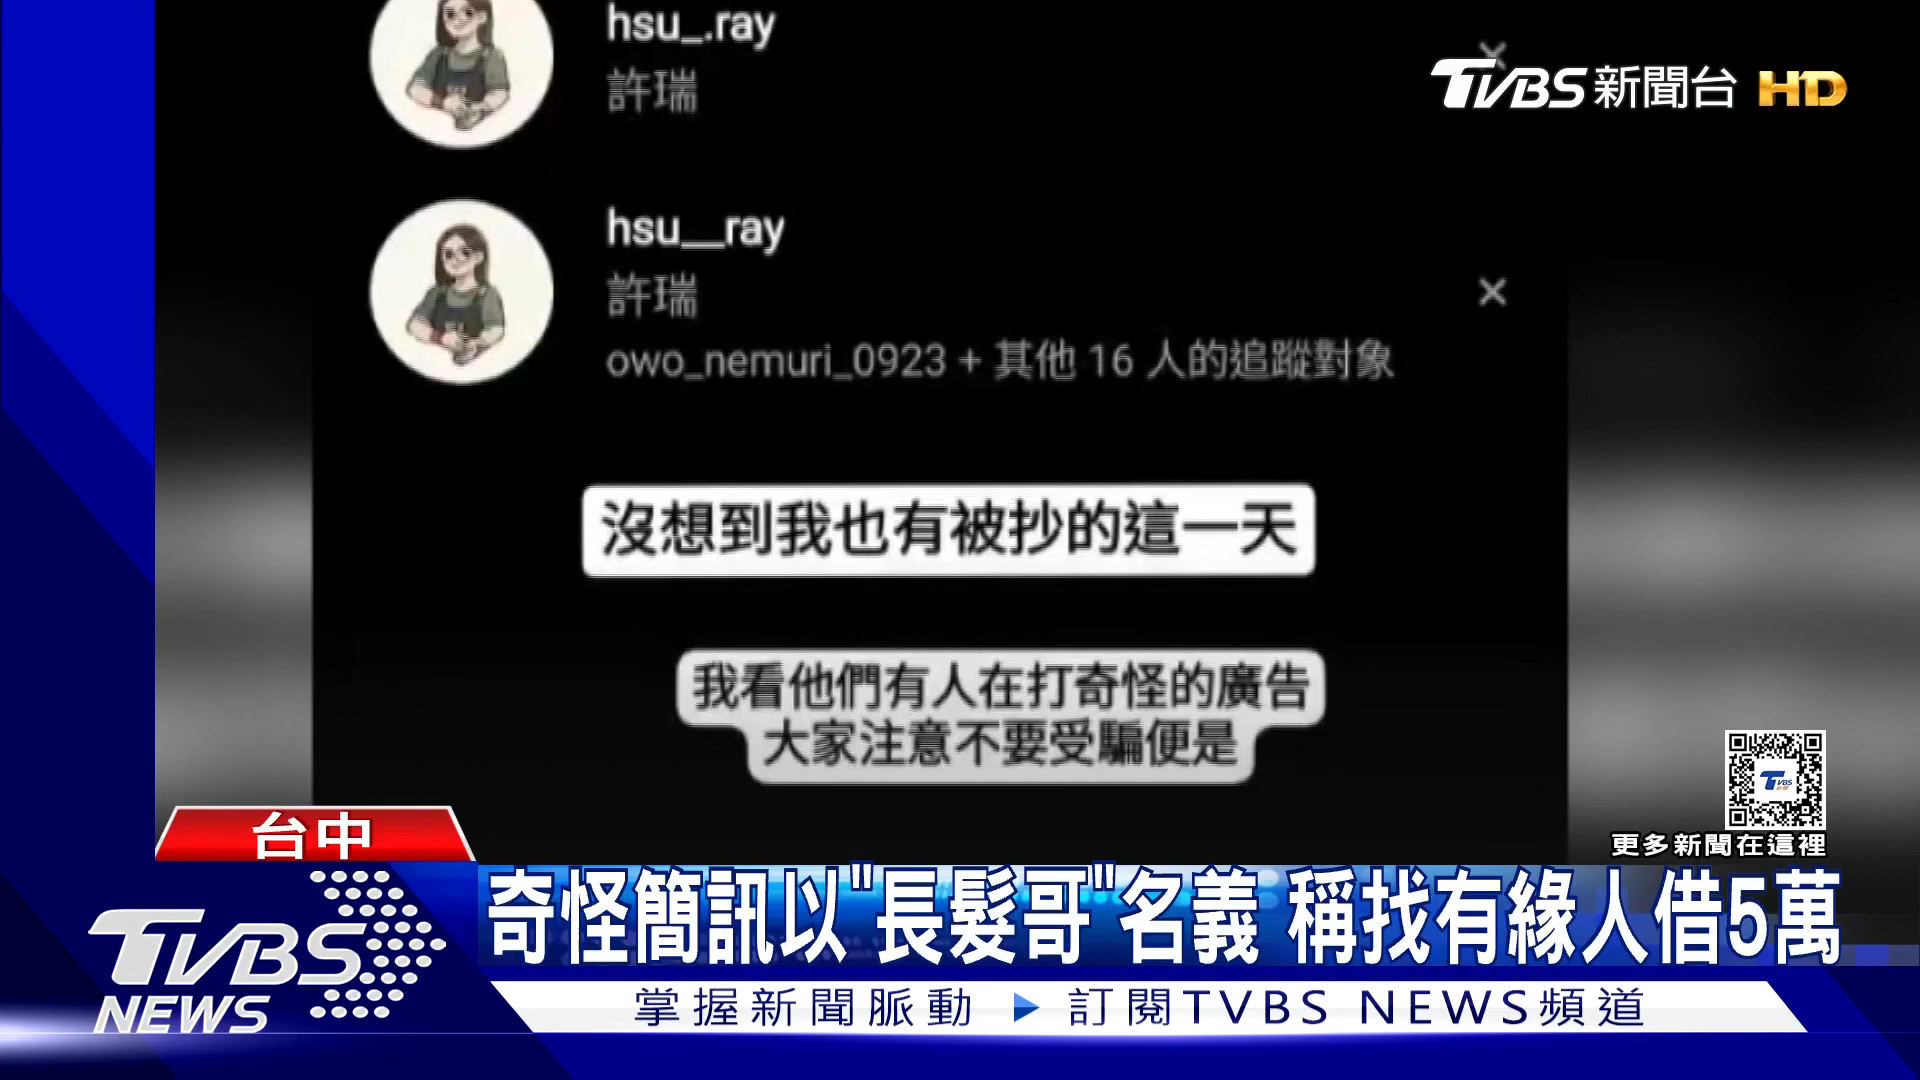 hsu_.ray
許瑞
TVBS新聞台 HD
hsu__ray
許瑞
owo_nemuri_0923 + 其他 16 人的追蹤對象
沒想到我也有被抄的這一天
我看他們有人在打奇怪的廣告
大家注意不要受騙便是
TVBS
更多新聞在這裡
台中
奇怪簡訊以"長髮哥"名義 稱找有緣人借5萬
TVBS
NEWS
掌握新聞脈動 ▶ 訂閱TVBS NEWS頻道